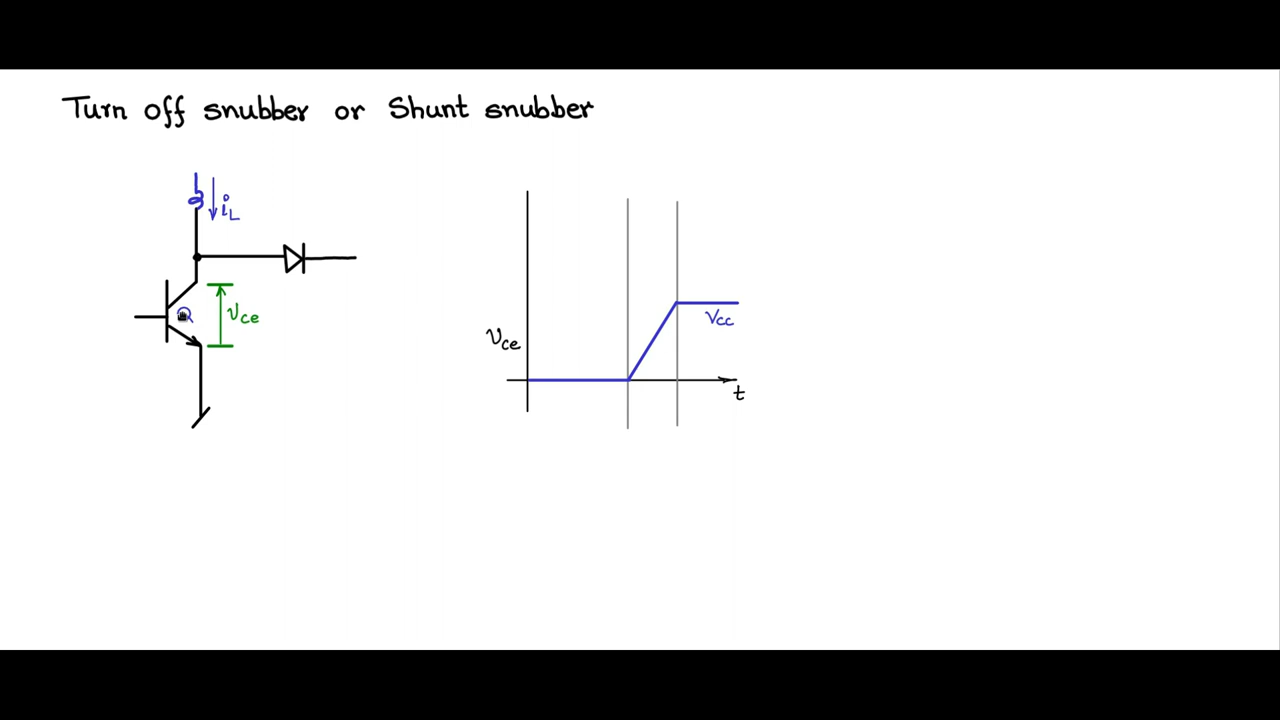 Turn off snubber or Shunt snubber
iL
Q
Vce
Vce
Vcc
t